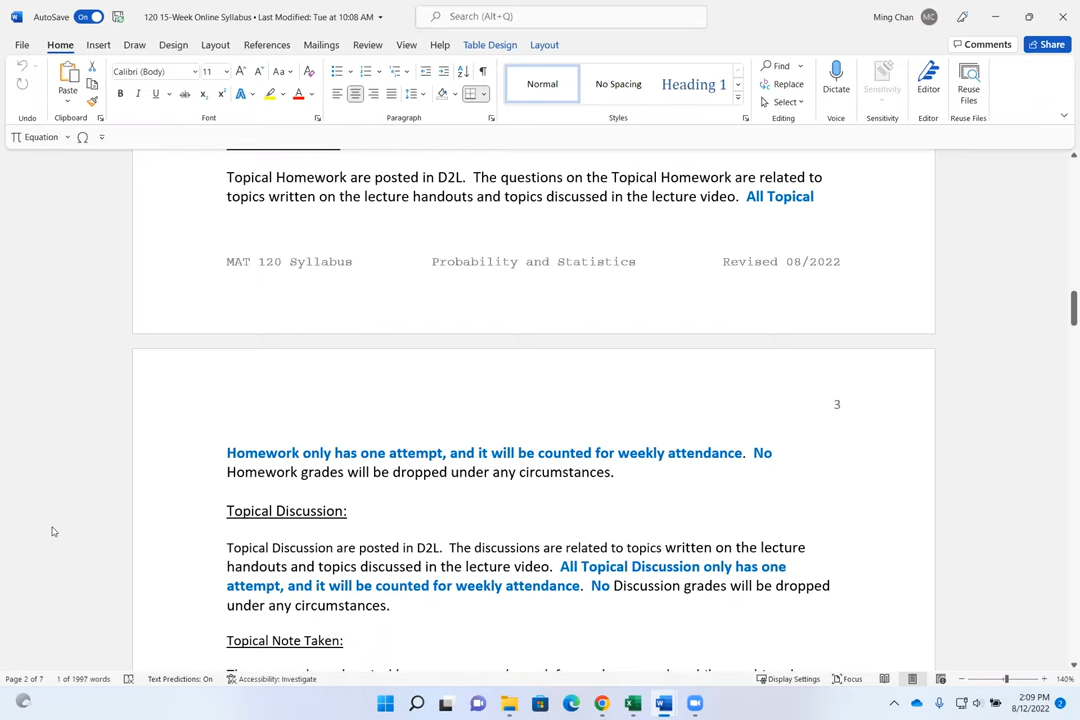 AutoSave On 120 15-Week Online Syllabus • Last Modified: Tue at 10:08 AM Search (Alt+Q) Ming Chan MC
File Home Insert Draw Design Layout References Mailings Review View Help Table Design Layout Comments Share
Calibri (Body) 11 Normal No Spacing Heading 1
Paste Find Replace Select Dictate Sensitivity Editor Reuse Files
Undo Clipboard Font Paragraph Styles Editing Voice Sensitivity Editor Reuse Files
Equation
Topical Homework are posted in D2L. The questions on the Topical Homework are related to
topics written on the lecture handouts and topics discussed in the lecture video. All Topical
MAT 120 Syllabus Probability and Statistics Revised 08/2022
3
Homework only has one attempt, and it will be counted for weekly attendance. No
Homework grades will be dropped under any circumstances.
Topical Discussion:
Topical Discussion are posted in D2L. The discussions are related to topics written on the lecture
handouts and topics discussed in the lecture video. All Topical Discussion only has one
attempt, and it will be counted for weekly attendance. No Discussion grades will be dropped
under any circumstances.
Topical Note Taken:
Page 2 of 7 1 of 1997 words Text Predictions: On Accessibility: Investigate Display Settings Focus 140%
2:09 PM
8/12/2022 2